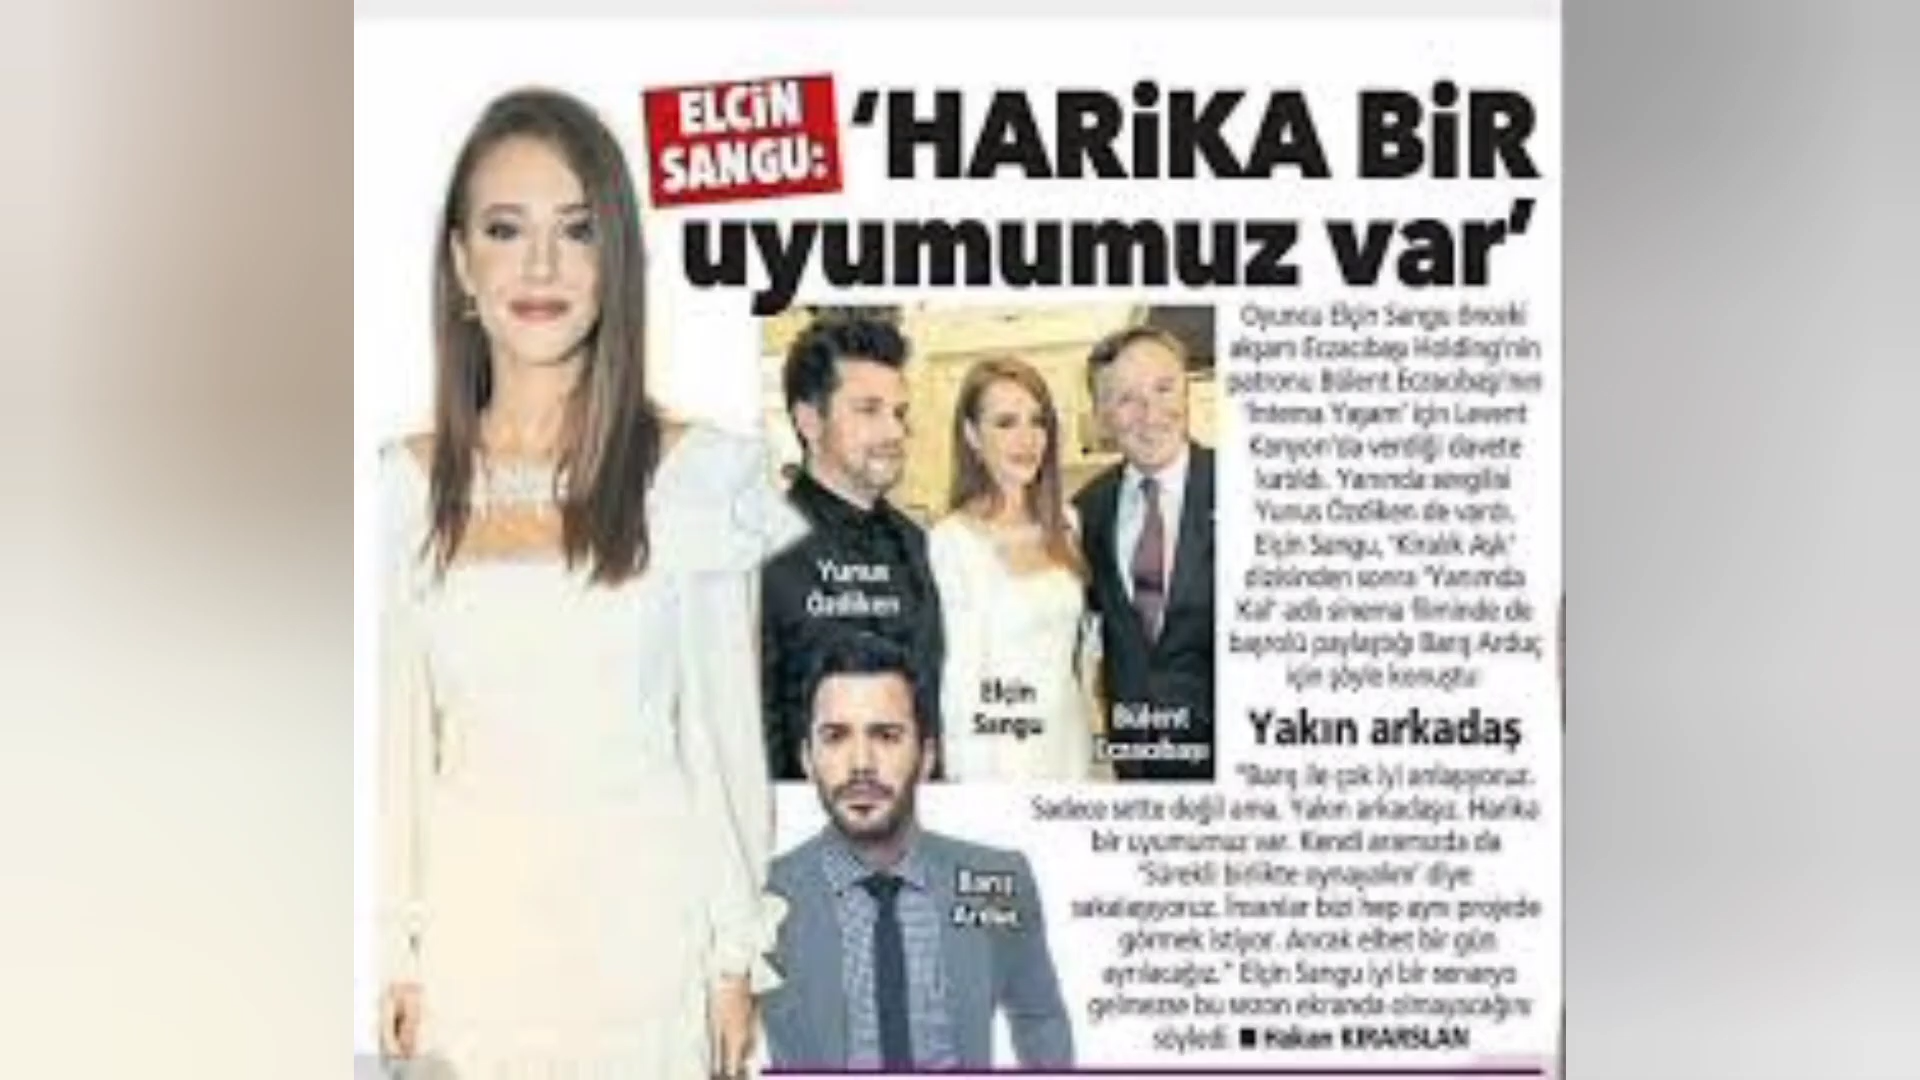 ELÇİN
SANGU:
‘HARİKA BİR
uyumumuz var’
Oyuncu Elçin Sangu önceki
akşam Eczacıbaşı Holding'nin
patronu Bülent Eczacıbaşı'nın
'İntema Yaşam' için Levent
Kanyon'da verdiği davete
katıldı. Yanında sevgilisi
Yunus Özdiken de vardı.
Elçin Sangu, "Kiralık Aşk"
dizisinden sonra "Yanımda
Kal" adlı sinema filminde de
başrolü paylaştığı Barış Arduç
için şöyle konuştu:
Yunus
Özdiken
Elçin
Sangu
Bülent
Eczacıbaşı
Barış
Arduç
Yakın arkadaş
"Barış ile çok iyi anlaşıyoruz.
Sadece sette değil ama. Yakın arkadaşız. Harika
bir uyumumuz var. Kendi aramızda da
'Sürekli birlikte oynayalım' diye
şakalaşıyoruz. İnsanlar bizi hep aynı projede
görmek istiyor. Ancak elbet bir gün
ayrılacağız." Elçin Sangu iyi bir senaryo
gelmezse bu sezon ekranda olmayacağını
söyledi. ■ Hakan KIRARSLAN